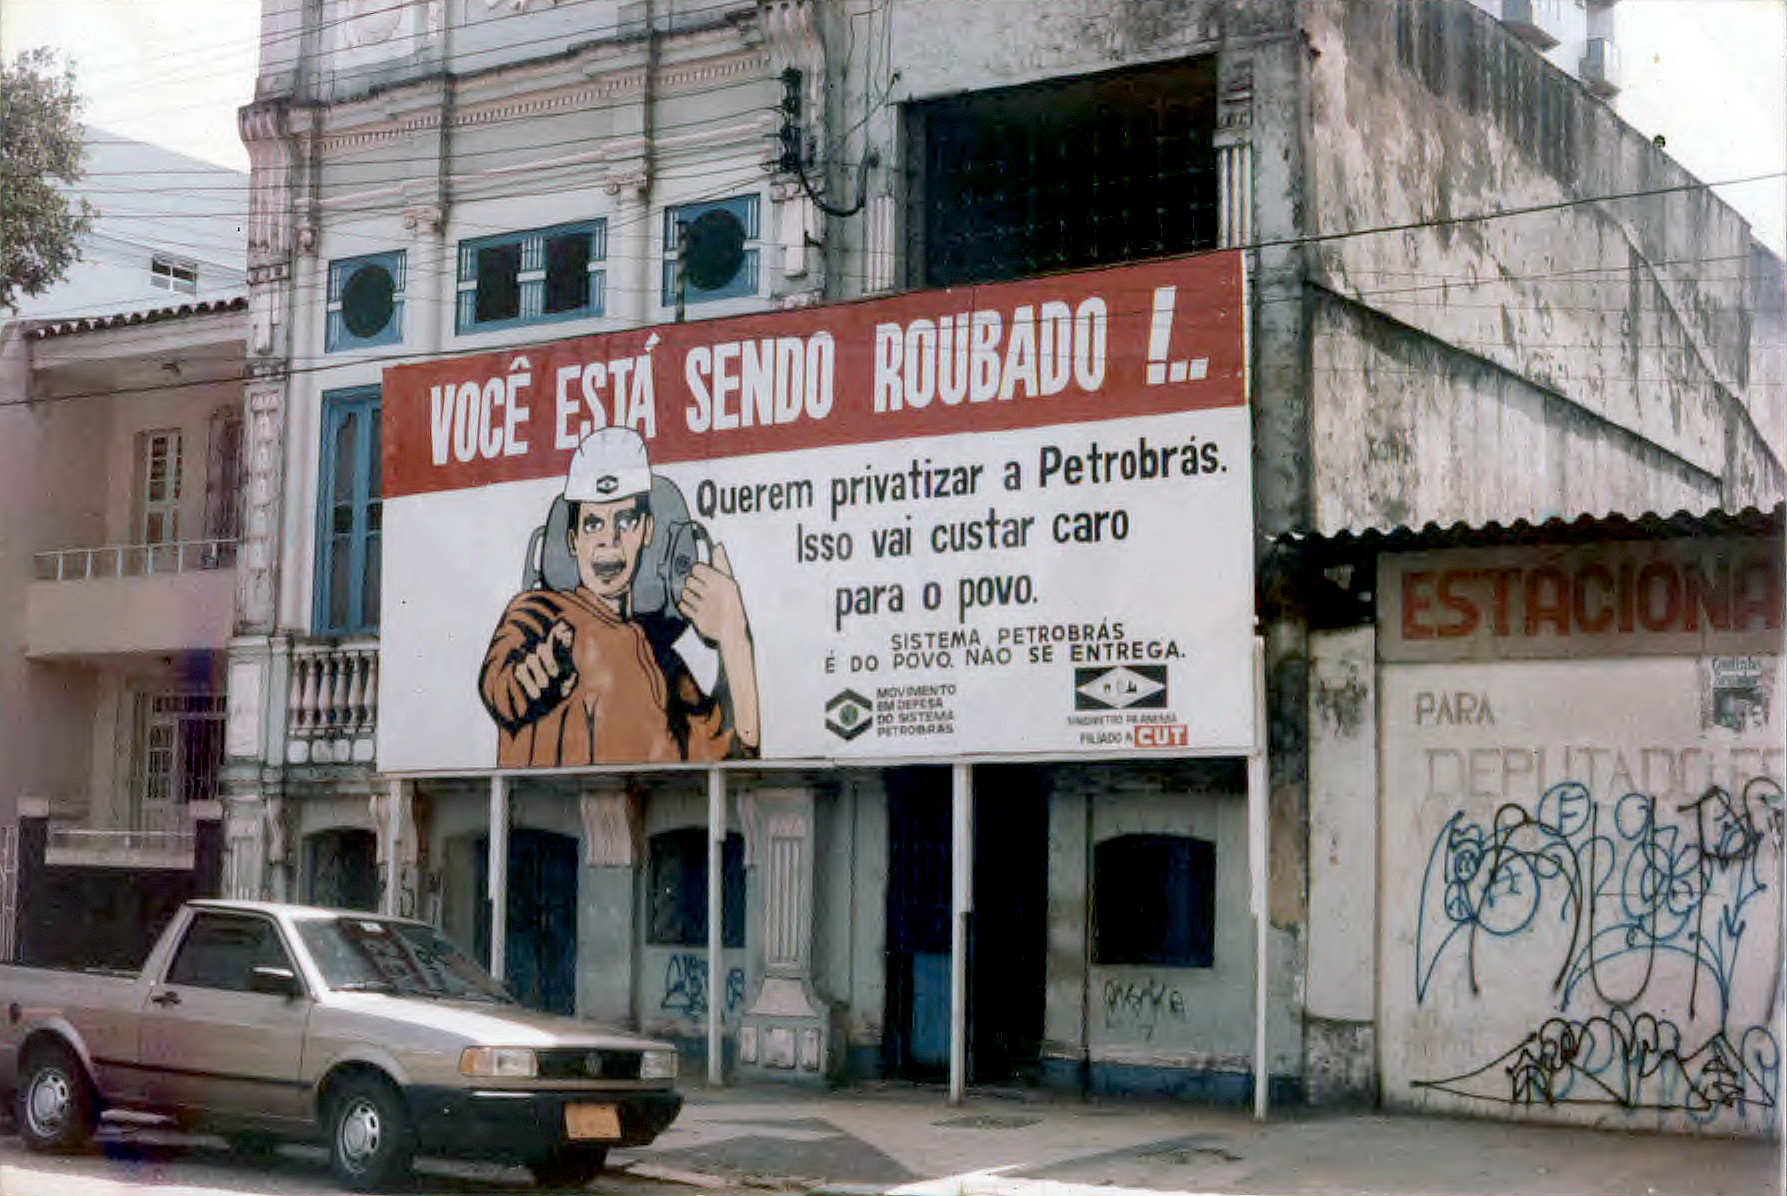 VOCÊ ESTÁ SENDO ROUBADO !..
Querem privatizar a Petrobrás.
Isso vai custar caro
para o povo.
SISTEMA PETROBRÁS
É DO POVO. NÃO SE ENTREGA.
MOVIMENTO
EM DEFESA
DO SISTEMA
PETROBRÁS
FILIADO A CUT
ESTACIONA
PARA
DEPUTADO